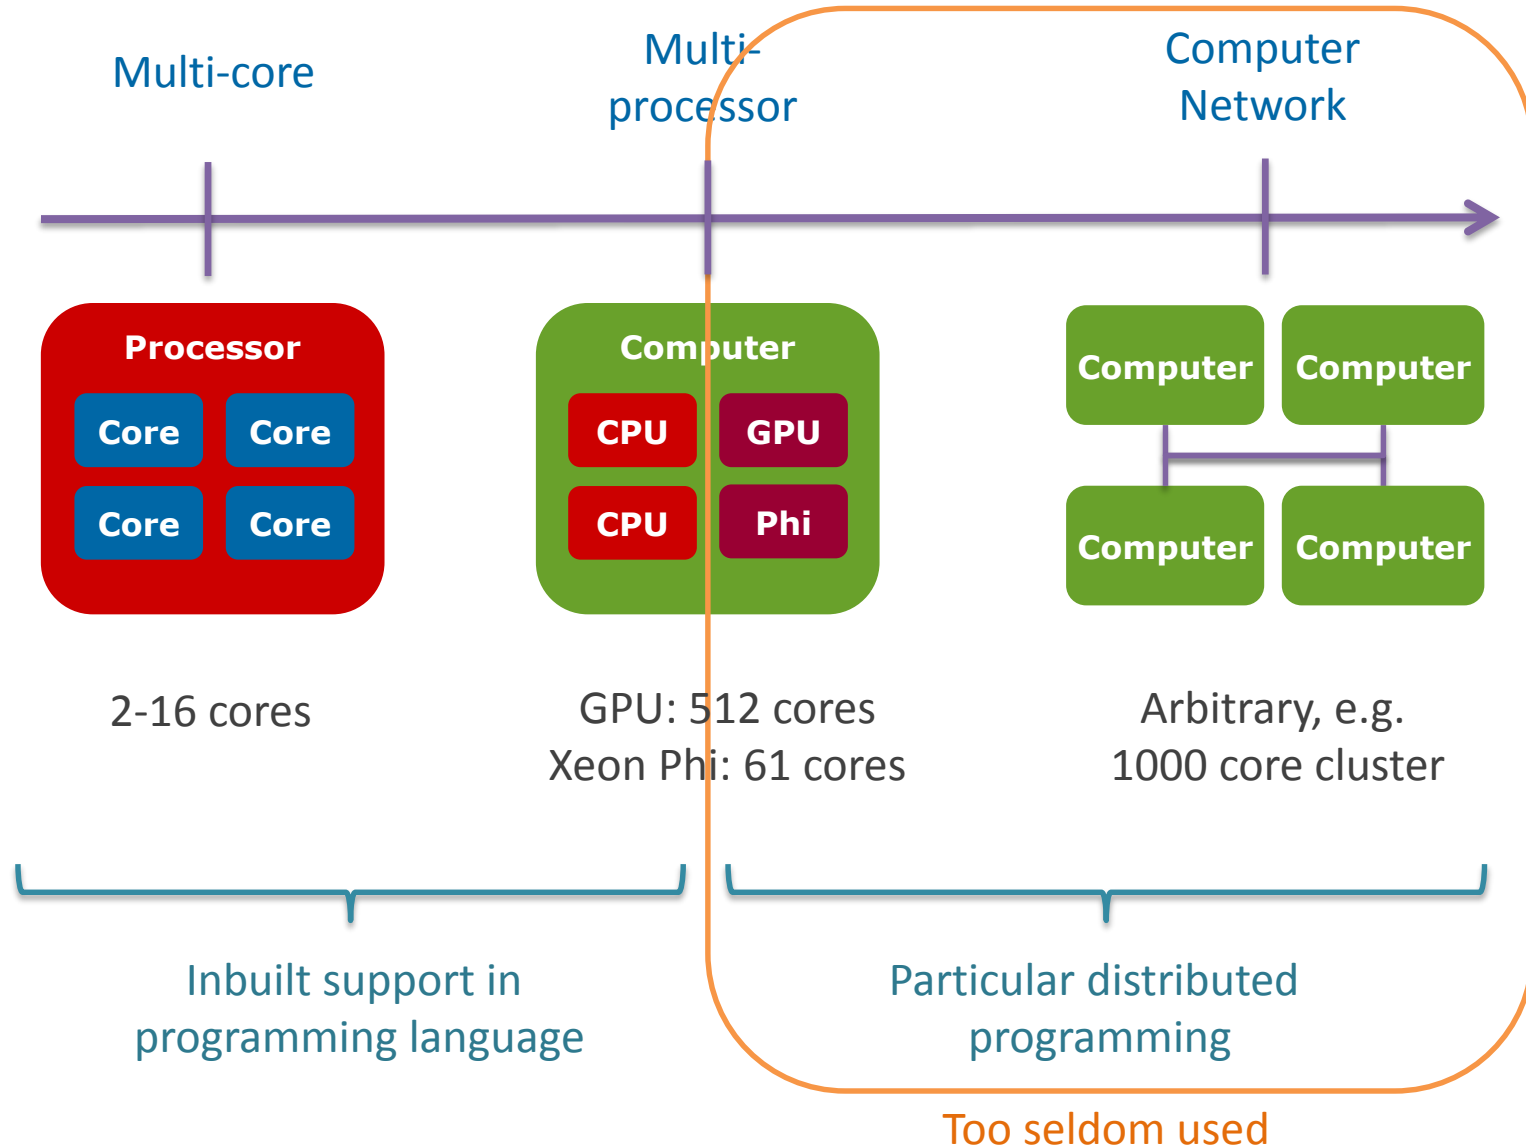 Multi-core
Multi-
processor
Computer
Network
Processor
Core
Core
Core
Core
Computer
CPU
GPU
CPU
Phi
Computer
Computer
Computer
Computer
2-16 cores
GPU: 512 cores
Xeon Phi: 61 cores
Arbitrary, e.g.
1000 core cluster
Inbuilt support in
programming language
Particular distributed
programming
Too seldom used